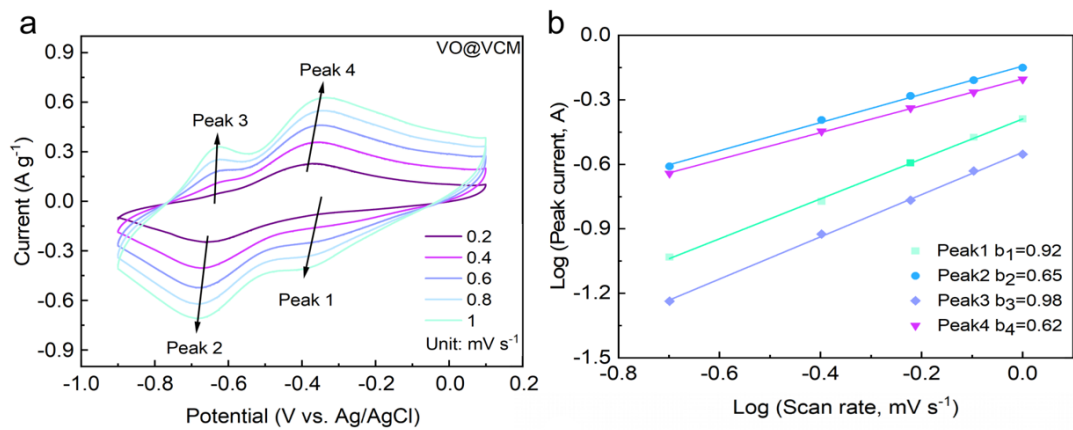 a
VO@VCM
Peak 4
Peak 3
Peak 1
Peak 2
0.2
0.4
0.6
0.8
1
Unit: mV s⁻¹
0.9
0.6
0.3
0.0
-0.3
-0.6
-0.9
Current (A g⁻¹)
-1.0 -0.8 -0.6 -0.4 -0.2 0.0 0.2
Potential (V vs. Ag/AgCl)
b
0.0
-0.3
-0.6
-0.9
-1.2
-1.5
Log (Peak current, A)
Peak1 b₁=0.92
Peak2 b₂=0.65
Peak3 b₃=0.98
Peak4 b₄=0.62
-0.8 -0.6 -0.4 -0.2 0.0
Log (Scan rate, mV s⁻¹)